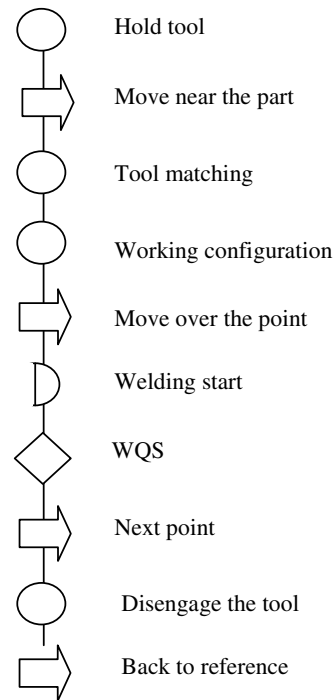 Hold tool
Move near the part
Tool matching
Working configuration
Move over the point
Welding start
WQS
Next point
Disengage the tool
Back to reference